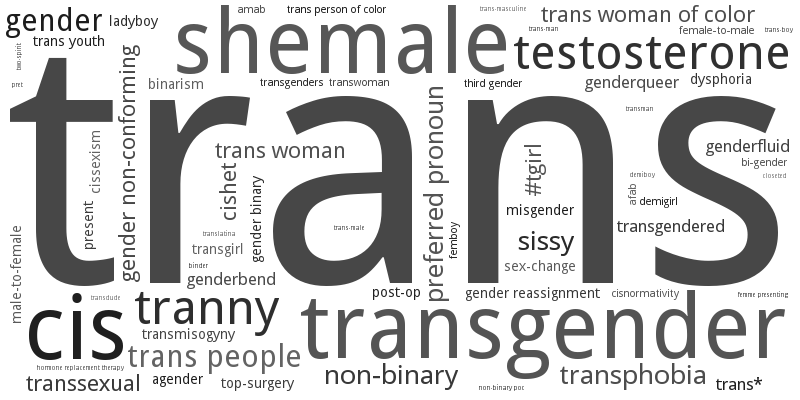 gender
ladyboy
amab
trans person of color
trans-masculine
trans woman of color
trans youth
shemale
trans-man
female-to-male
trans-boy
two-spirit
testosterone
pret
binarism
transgenders
transwoman
third gender
genderqueer
dysphoria
trans
gender non-conforming
cissexism
trans woman
preferred pronoun
transman
genderfluid
#tgirl
bi-gender
cishet
gender binary
demiboy
closeted
afab
demigirl
present
misgender
trans-male
transgendered
translatina
transgirl
femboy
sissy
male-to-female
binder
sex-change
genderbend
post-op
gender reassignment
cisnormativity
femme presenting
transdude
cis
tranny
transgender
transmisogyny
trans people
hormone replacement therapy
transsexual
agender
top-surgery
non-binary
non-binary poc
transphobia
trans*